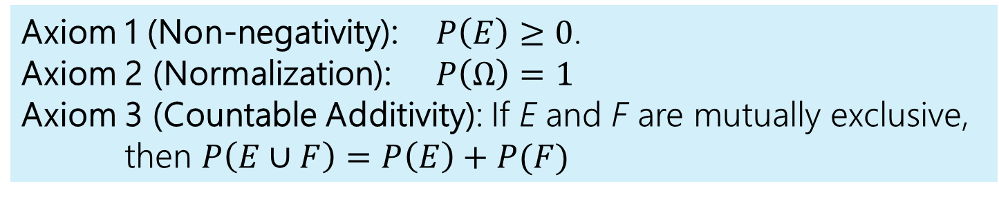 Axiom 1 (Non-negativity): P(E) ≥ 0.
Axiom 2 (Normalization): P(Ω) = 1
Axiom 3 (Countable Additivity): If E and F are mutually exclusive,
then P(E ∪ F) = P(E) + P(F)